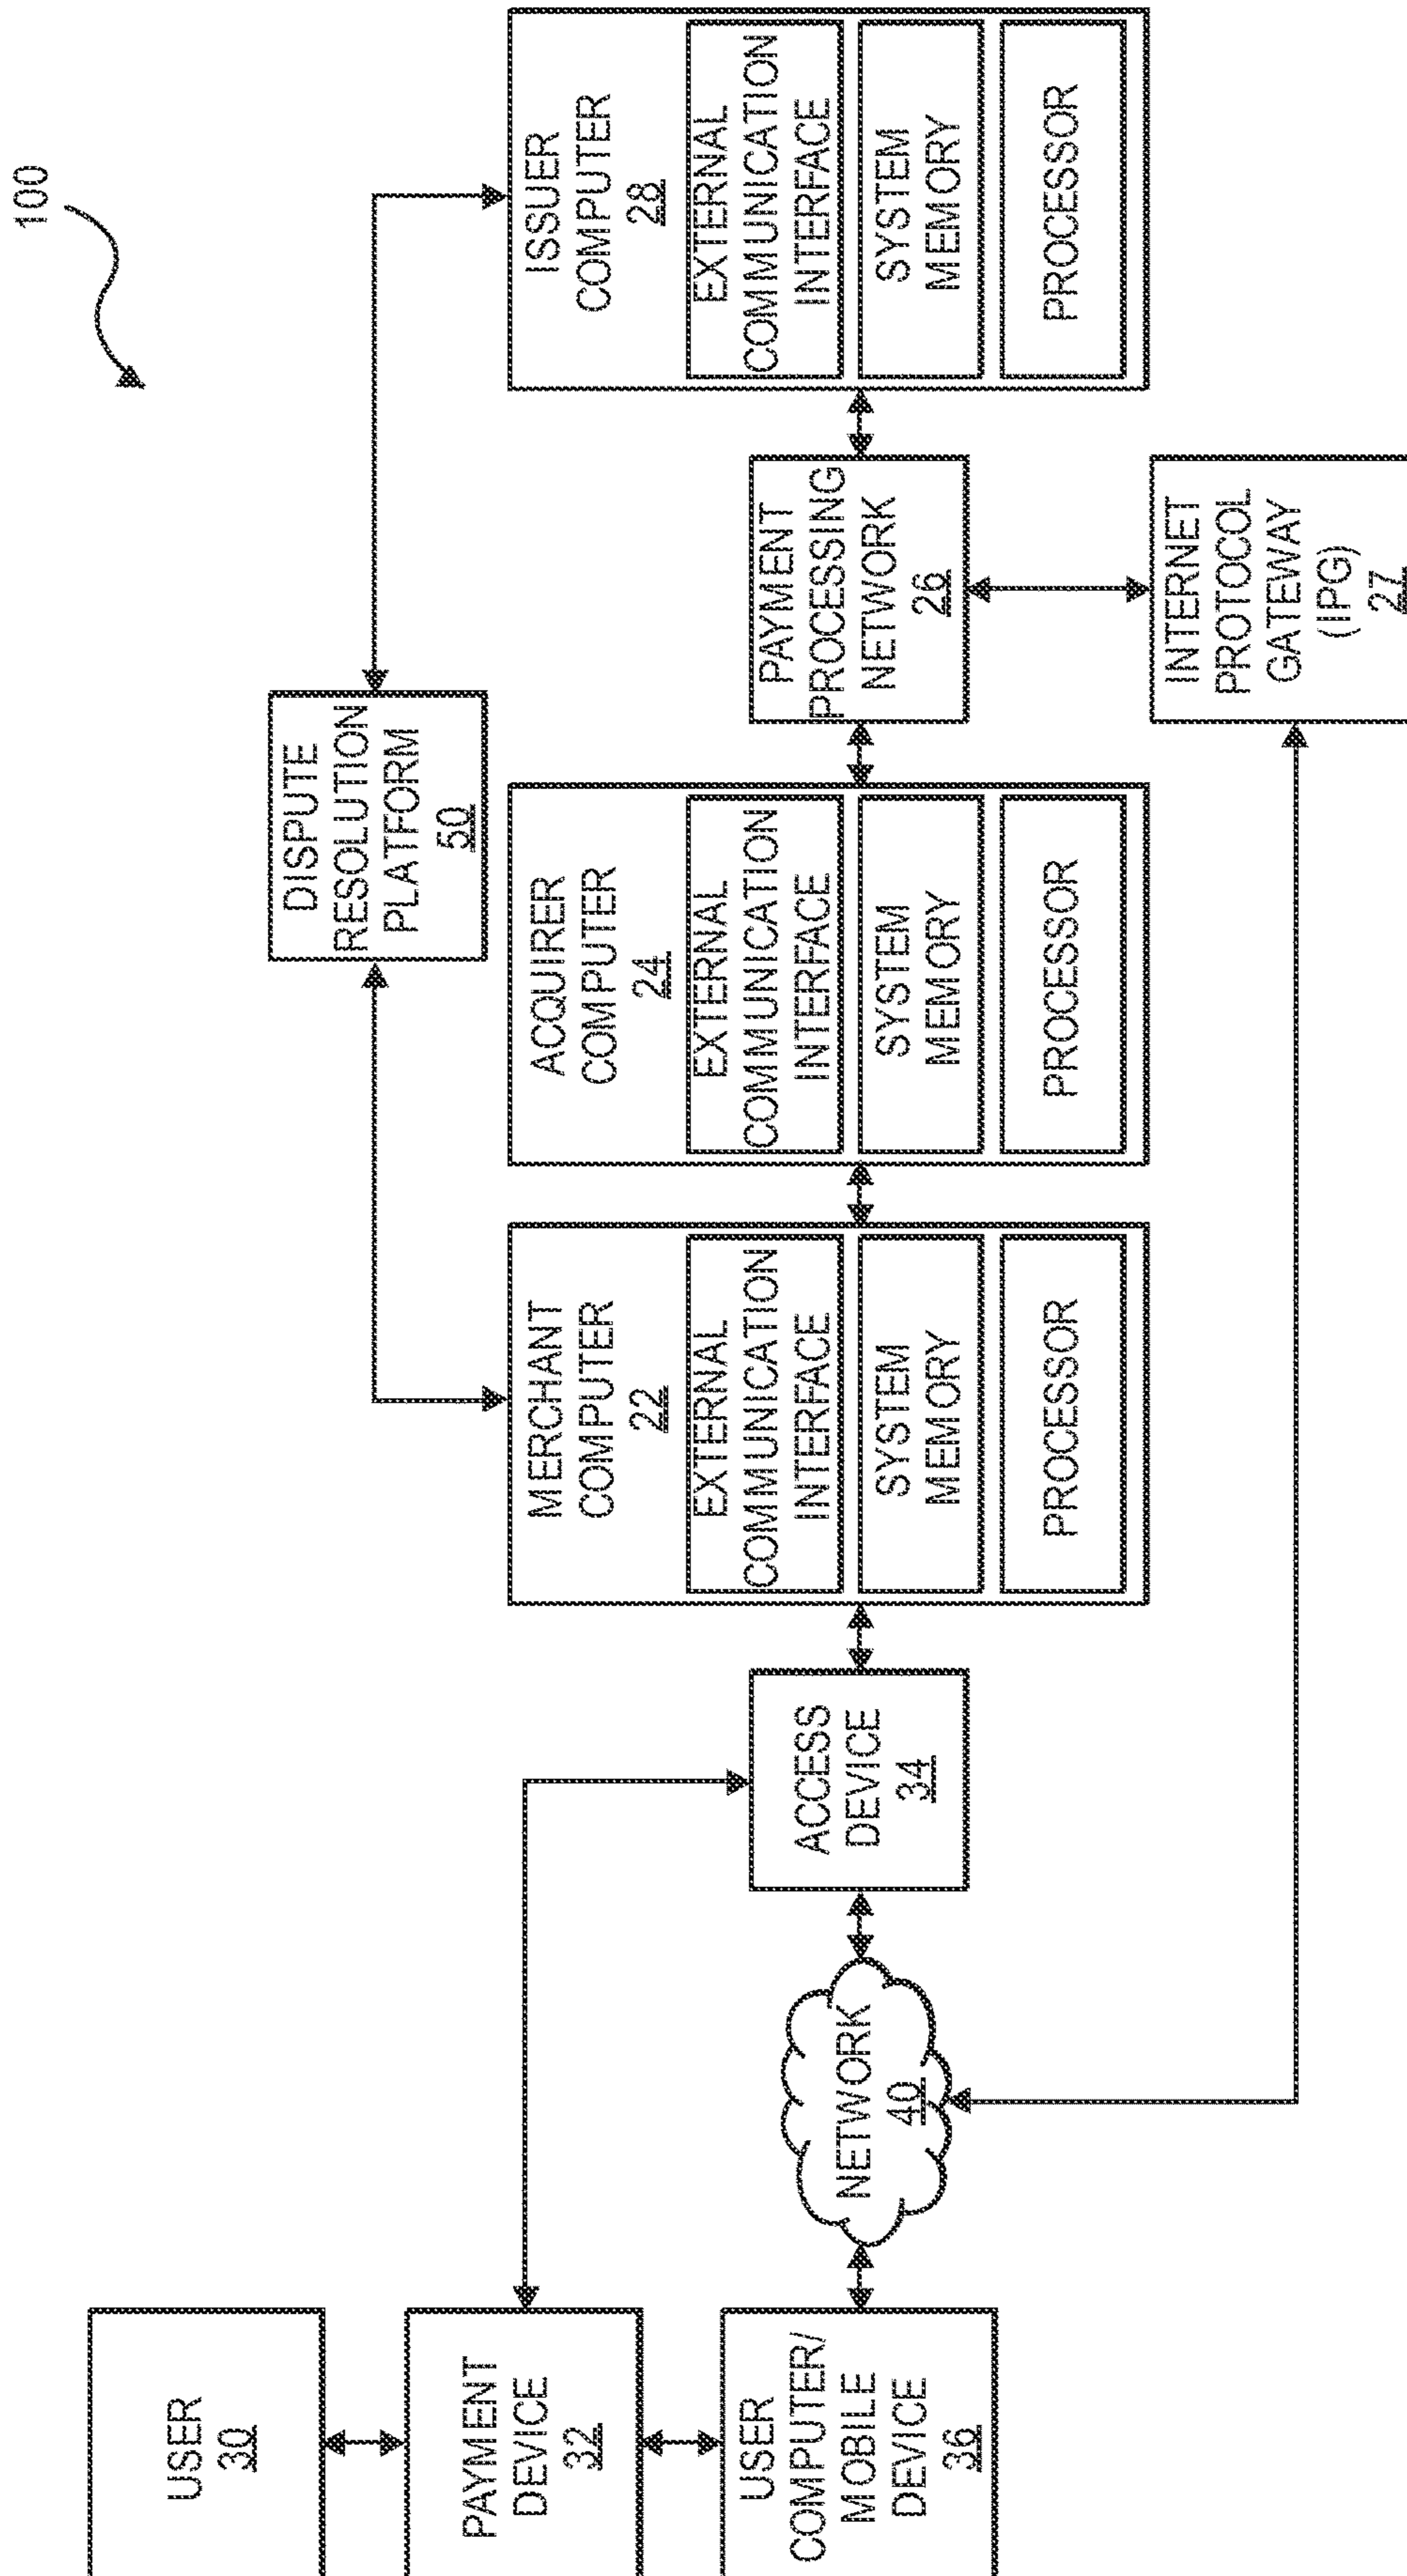 100
USER
30
PAYMENT
DEVICE
32
USER
COMPUTER/
MOBILE
DEVICE
36
NETWORK
40
ACCESS
DEVICE
34
MERCHANT
COMPUTER
22
EXTERNAL
COMMUNICATION
INTERFACE
SYSTEM
MEMORY
PROCESSOR
DISPUTE
RESOLUTION
PLATFORM
50
ACQUIRER
COMPUTER
24
EXTERNAL
COMMUNICATION
INTERFACE
SYSTEM
MEMORY
PROCESSOR
PAYMENT
PROCESSING
NETWORK
26
INTERNET
PROTOCOL
GATEWAY
(IPG)
27
ISSUER
COMPUTER
28
EXTERNAL
COMMUNICATION
INTERFACE
SYSTEM
MEMORY
PROCESSOR